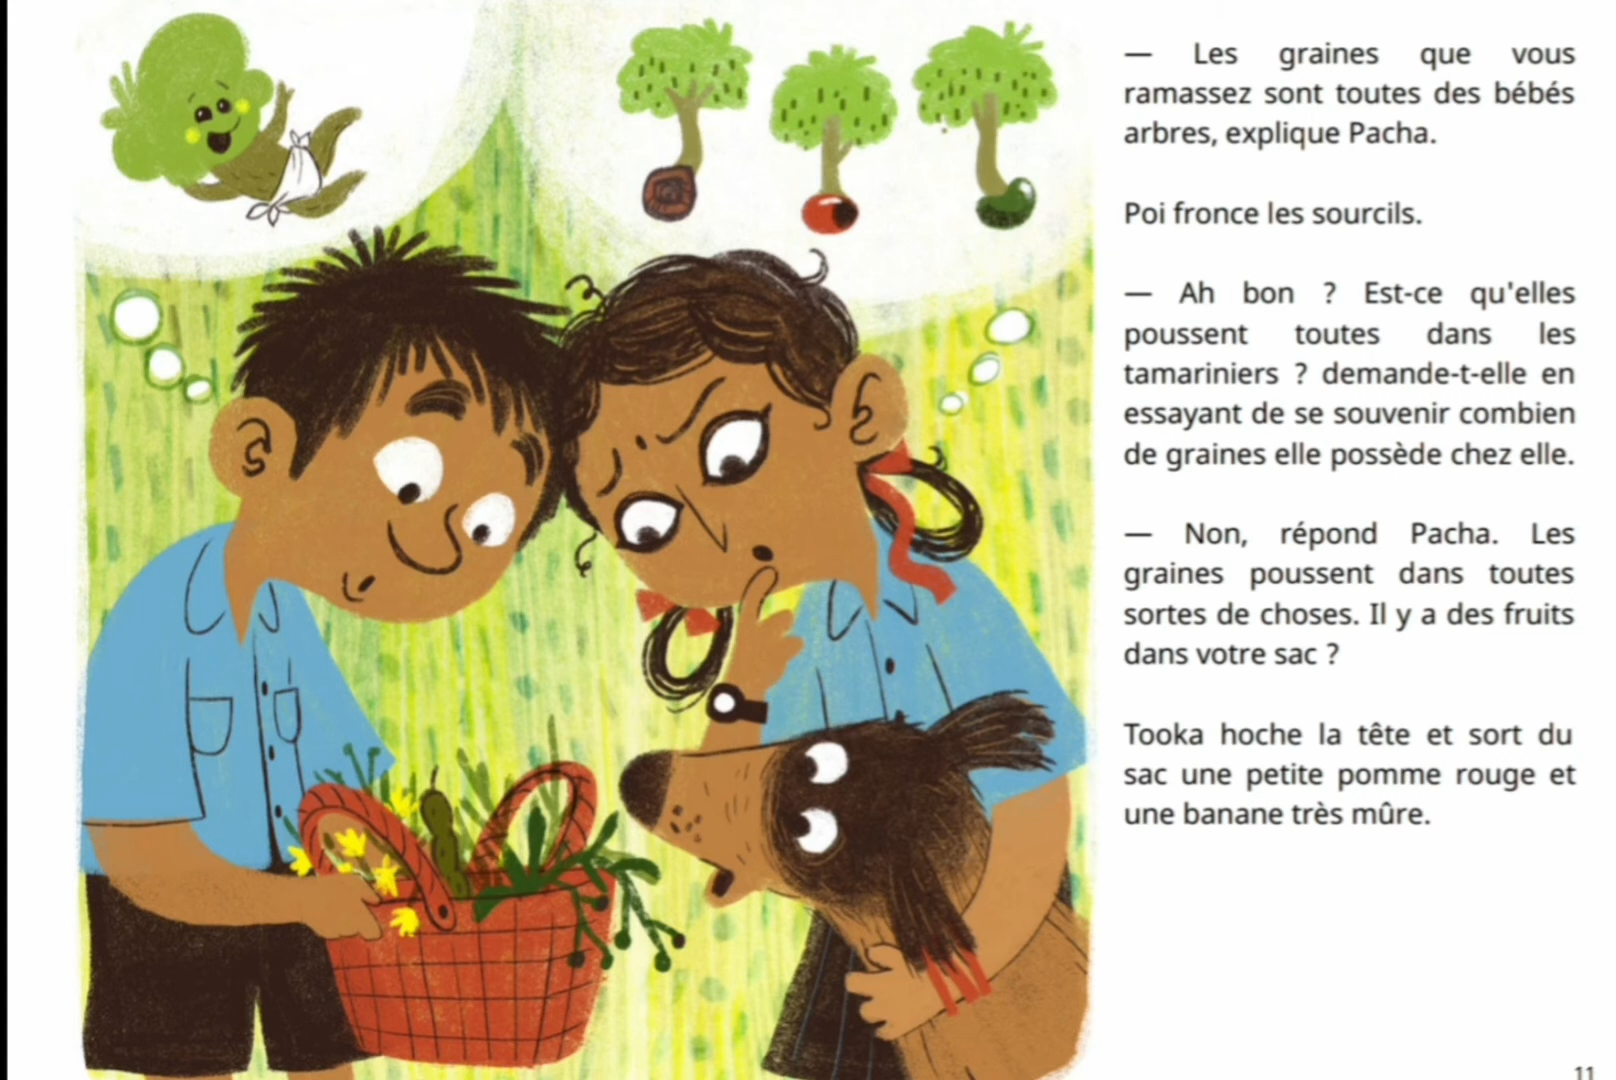 — Les graines que vous
ramassez sont toutes des bébés
arbres, explique Pacha.
Poi fronce les sourcils.
— Ah bon ? Est-ce qu'elles
poussent toutes dans les
tamariniers ? demande-t-elle en
essayant de se souvenir combien
de graines elle possède chez elle.
— Non, répond Pacha. Les
graines poussent dans toutes
sortes de choses. Il y a des fruits
dans votre sac ?
Tooka hoche la tête et sort du
sac une petite pomme rouge et
une banane très mûre.
11